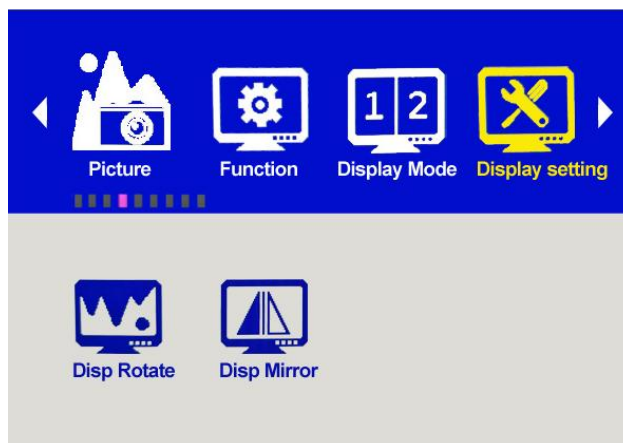 1 2
Picture
Function
Display Mode
Display setting
Disp Rotate
Disp Mirror